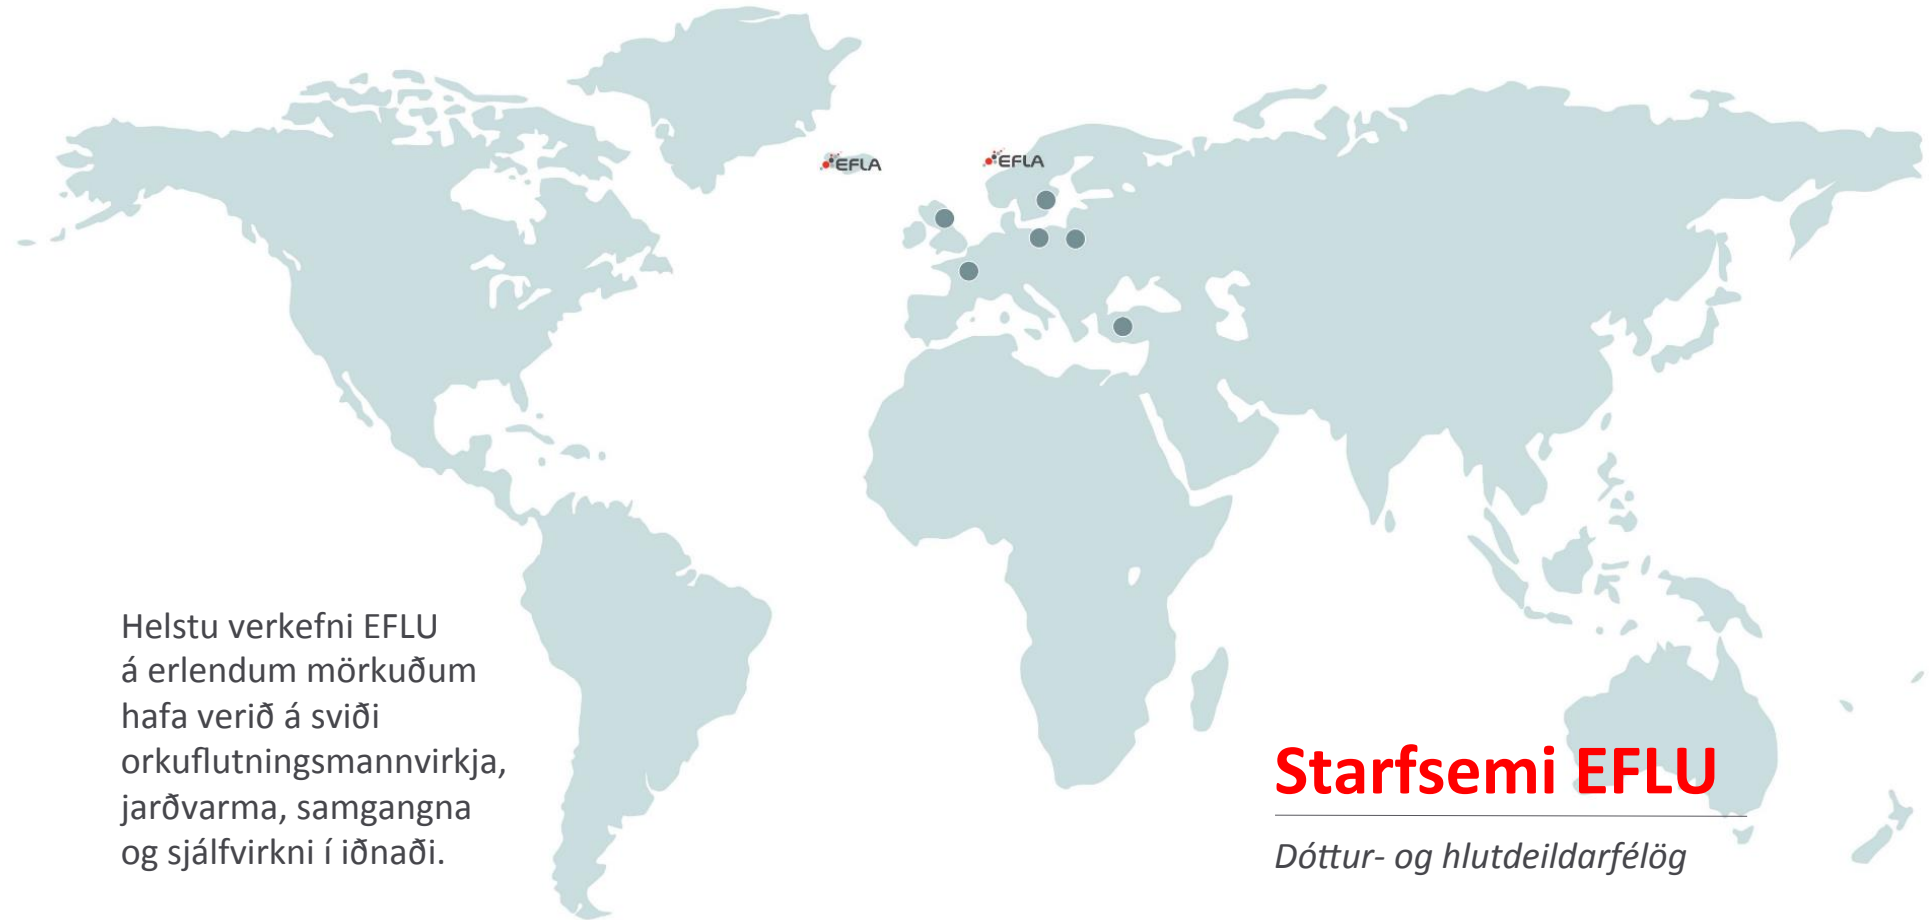 EFLA
EFLA
Helstu verkefni EFLU
á erlendum mörkuðum
hafa verið á sviði
orkuflutningsmannvirkja,
jarðvarma, samgangna
og sjálfvirkni í iðnaði.
Starfsemi EFLU
Dóttur- og hlutdeildarfélög